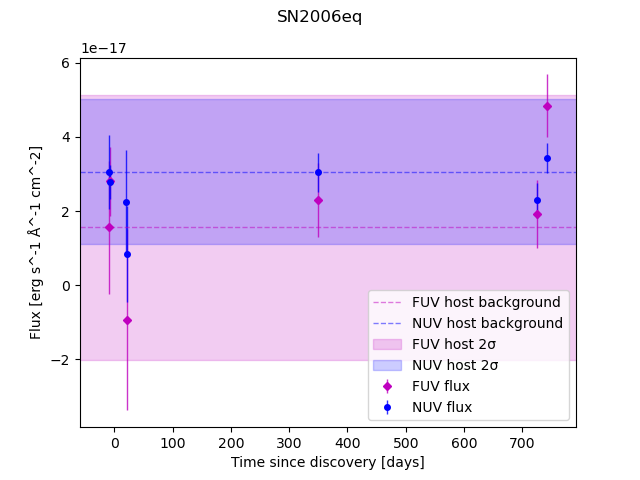 SN2006eq
1e−17
6
4
2
0
−2
Flux [erg s^-1 Å^-1 cm^-2]
0 100 200 300 400 500 600 700
Time since discovery [days]
FUV host background
NUV host background
FUV host 2σ
NUV host 2σ
FUV flux
NUV flux